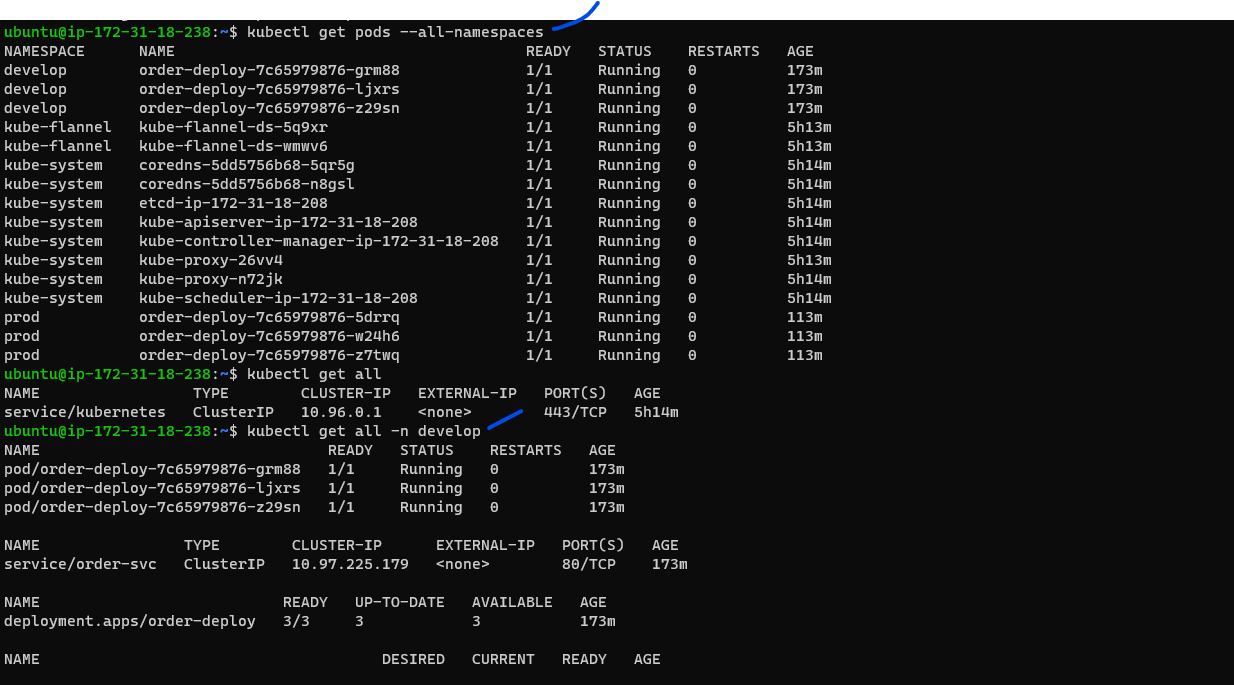 ubuntu@ip-172-31-18-238:~$ kubectl get pods --all-namespaces
NAMESPACE NAME READY STATUS RESTARTS AGE
develop order-deploy-7c65979876-grm88 1/1 Running 0 173m
develop order-deploy-7c65979876-ljxrs 1/1 Running 0 173m
develop order-deploy-7c65979876-z29sn 1/1 Running 0 173m
kube-flannel kube-flannel-ds-5q9xr 1/1 Running 0 5h13m
kube-flannel kube-flannel-ds-wmwv6 1/1 Running 0 5h13m
kube-system coredns-5dd5756b68-5qr5g 1/1 Running 0 5h14m
kube-system coredns-5dd5756b68-n8gsl 1/1 Running 0 5h14m
kube-system etcd-ip-172-31-18-208 1/1 Running 0 5h14m
kube-system kube-apiserver-ip-172-31-18-208 1/1 Running 0 5h14m
kube-system kube-controller-manager-ip-172-31-18-208 1/1 Running 0 5h14m
kube-system kube-proxy-26vv4 1/1 Running 0 5h13m
kube-system kube-proxy-n72jk 1/1 Running 0 5h14m
kube-system kube-scheduler-ip-172-31-18-208 1/1 Running 0 5h14m
prod order-deploy-7c65979876-5drrq 1/1 Running 0 113m
prod order-deploy-7c65979876-w24h6 1/1 Running 0 113m
prod order-deploy-7c65979876-z7twq 1/1 Running 0 113m
ubuntu@ip-172-31-18-238:~$ kubectl get all
NAME TYPE CLUSTER-IP EXTERNAL-IP PORT(S) AGE
service/kubernetes ClusterIP 10.96.0.1 <none> 443/TCP 5h14m
ubuntu@ip-172-31-18-238:~$ kubectl get all -n develop
NAME READY STATUS RESTARTS AGE
pod/order-deploy-7c65979876-grm88 1/1 Running 0 173m
pod/order-deploy-7c65979876-ljxrs 1/1 Running 0 173m
pod/order-deploy-7c65979876-z29sn 1/1 Running 0 173m
NAME TYPE CLUSTER-IP EXTERNAL-IP PORT(S) AGE
service/order-svc ClusterIP 10.97.225.179 <none> 80/TCP 173m
NAME READY UP-TO-DATE AVAILABLE AGE
deployment.apps/order-deploy 3/3 3 3 173m
NAME DESIRED CURRENT READY AGE